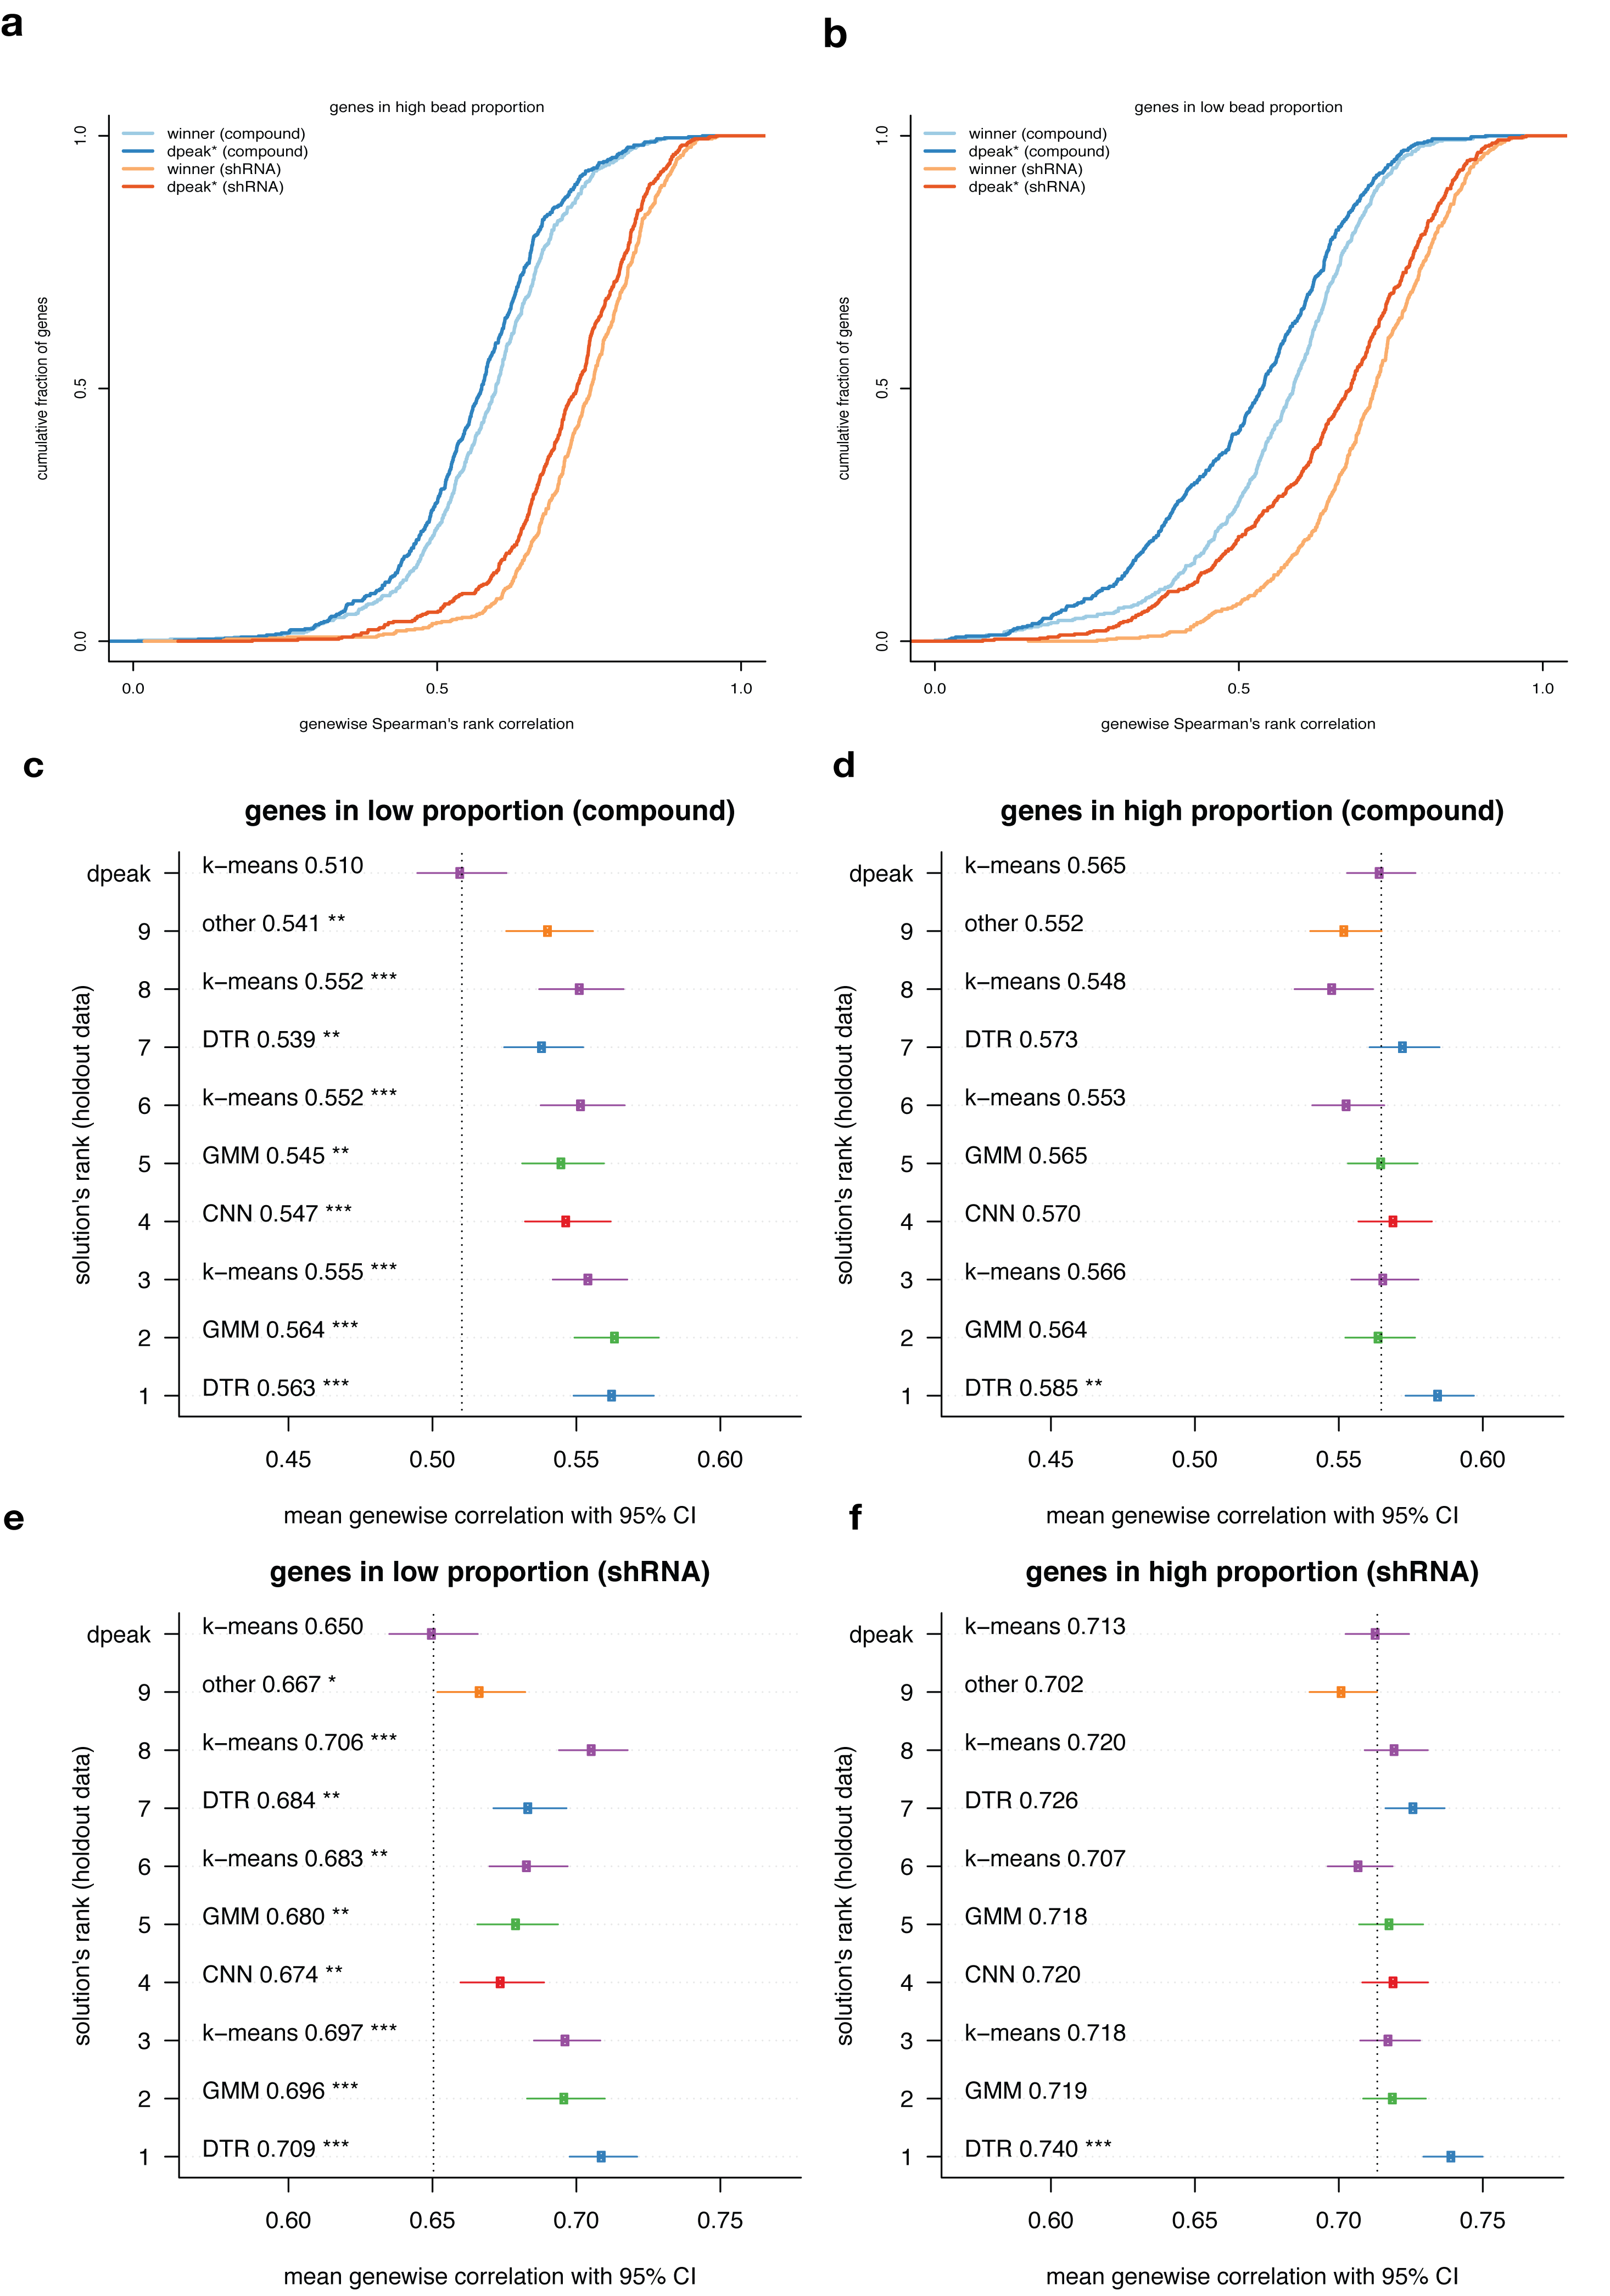 a
genes in high bead proportion
winner (compound)
dpeak* (compound)
winner (shRNA)
dpeak* (shRNA)
cumulative fraction of genes
1.0
0.5
0.0
0.0 0.5 1.0
genewise Spearman's rank correlation
b
genes in low bead proportion
winner (compound)
dpeak* (compound)
winner (shRNA)
dpeak* (shRNA)
cumulative fraction of genes
1.0
0.5
0.0
0.0 0.5 1.0
genewise Spearman's rank correlation
c
genes in low proportion (compound)
solution's rank (holdout data)
dpeak k−means 0.510
9 other 0.541 **
8 k−means 0.552 ***
7 DTR 0.539 **
6 k−means 0.552 ***
5 GMM 0.545 **
4 CNN 0.547 ***
3 k−means 0.555 ***
2 GMM 0.564 ***
1 DTR 0.563 ***
0.45 0.50 0.55 0.60
mean genewise correlation with 95% CI
d
genes in high proportion (compound)
solution's rank (holdout data)
dpeak k−means 0.565
9 other 0.552
8 k−means 0.548
7 DTR 0.573
6 k−means 0.553
5 GMM 0.565
4 CNN 0.570
3 k−means 0.566
2 GMM 0.564
1 DTR 0.585 **
0.45 0.50 0.55 0.60
mean genewise correlation with 95% CI
e
genes in low proportion (shRNA)
solution's rank (holdout data)
dpeak k−means 0.650
9 other 0.667 *
8 k−means 0.706 ***
7 DTR 0.684 **
6 k−means 0.683 **
5 GMM 0.680 **
4 CNN 0.674 **
3 k−means 0.697 ***
2 GMM 0.696 ***
1 DTR 0.709 ***
0.60 0.65 0.70 0.75
mean genewise correlation with 95% CI
f
genes in high proportion (shRNA)
solution's rank (holdout data)
dpeak k−means 0.713
9 other 0.702
8 k−means 0.720
7 DTR 0.726
6 k−means 0.707
5 GMM 0.718
4 CNN 0.720
3 k−means 0.718
2 GMM 0.719
1 DTR 0.740 ***
0.60 0.65 0.70 0.75
mean genewise correlation with 95% CI